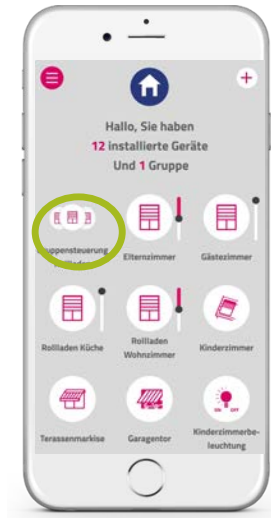 Hallo, Sie haben
12 installierte Geräte
Und 1 Gruppe
Gruppensteuerung
Elternzimmer
Gästezimmer
Rollladen Küche
Rollladen
Wohnzimmer
Kinderzimmer
Terassenmarkise
Garagentor
ON OFF
Kinderzimmerbe-
leuchtung